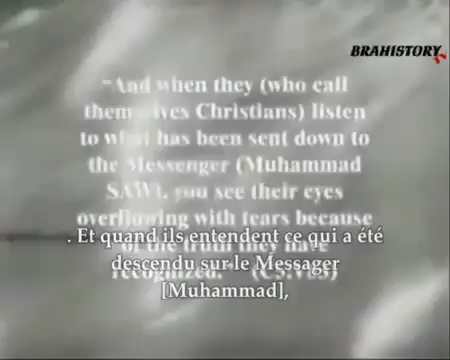 BRAHISTORY
"And when they (who call
themselves Christians) listen
to what has been sent down to
the Messenger (Muhammad
SAW), you see their eyes
overflowing with tears because
the truth they have
recognized."
. Et quand ils entendent ce qui a été
descendu sur le Messager
[Muhammad],